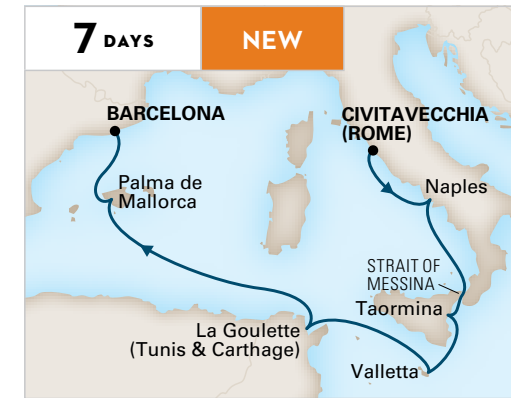 7 DAYS
NEW
BARCELONA
CIVITAVECCHIA
(ROME)
Palma de
Mallorca
Naples
STRAIT OF
MESSINA
Taormina
La Goulette
(Tunis & Carthage)
Valletta